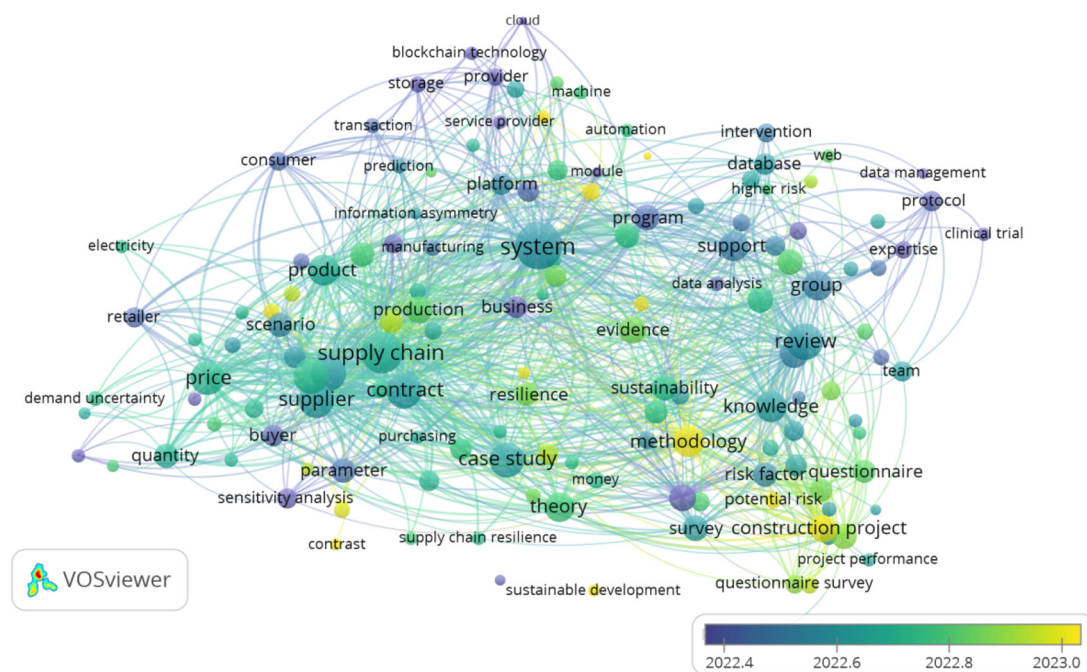 cloud
blockchain technology
storage
provider
machine
transaction
service provider
automation
intervention
consumer
prediction
database
web
platform
module
higher risk
data management
information asymmetry
program
protocol
electricity
manufacturing
system
support
expertise
clinical trial
product
data analysis
group
retailer
scenario
production
business
evidence
review
supply chain
price
contract
sustainability
team
demand uncertainty
supplier
resilience
knowledge
buyer
purchasing
methodology
quantity
parameter
case study
money
risk factor
questionnaire
sensitivity analysis
theory
potential risk
survey
construction project
contrast
supply chain resilience
project performance
sustainable development
questionnaire survey
VOSviewer
2022.4
2022.6
2022.8
2023.0